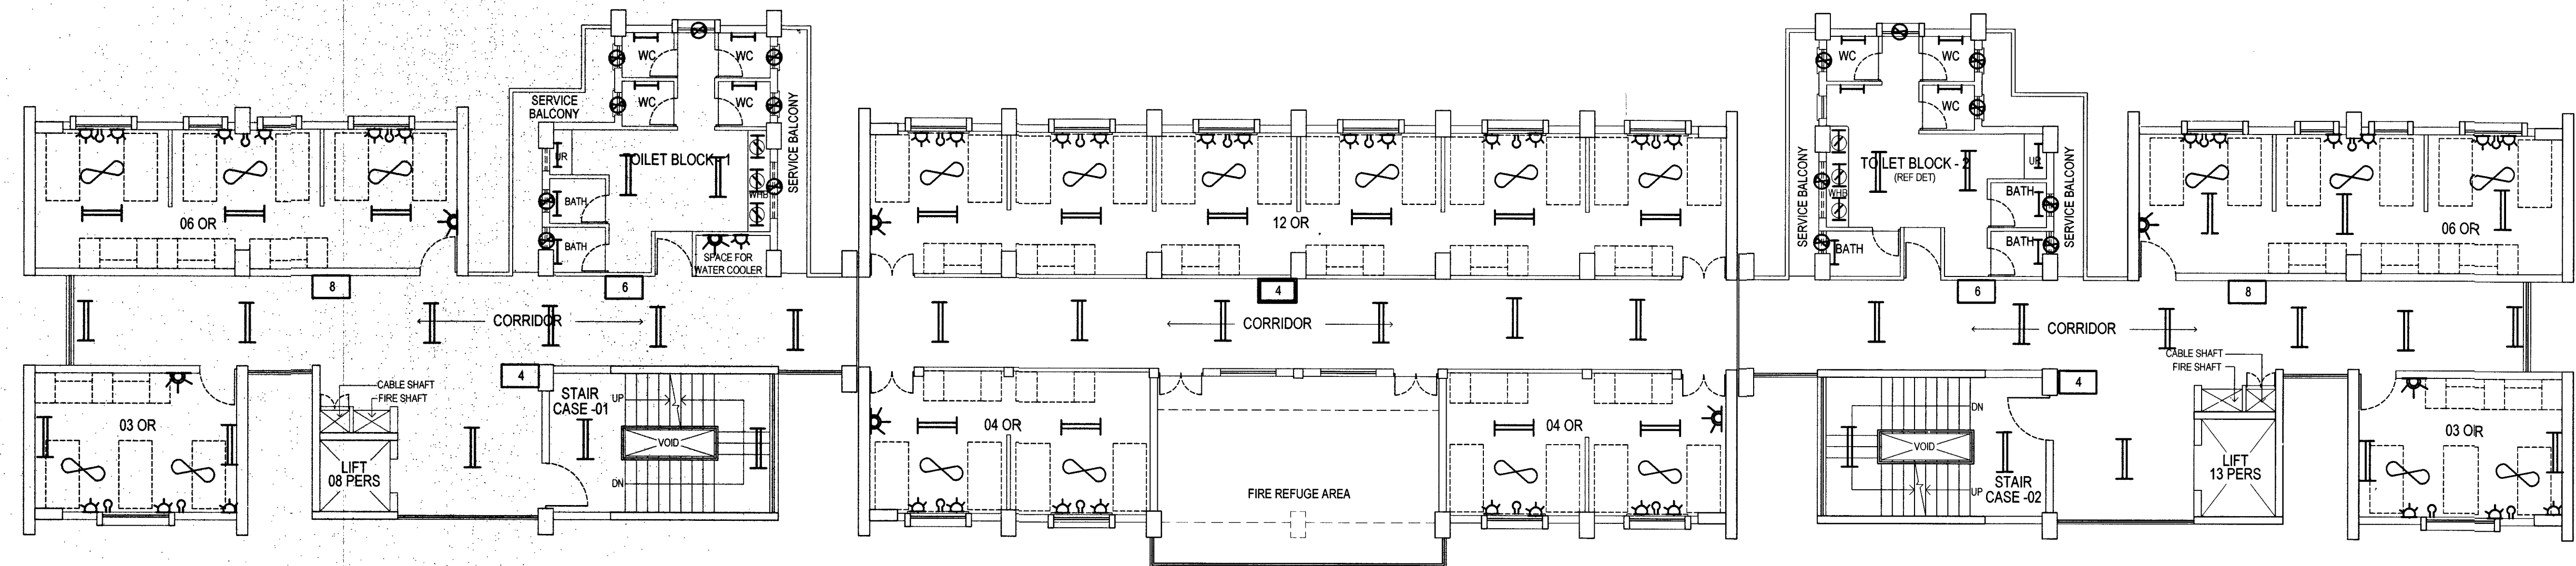 WC
WC
WC
WC
SERVICE
BALCONY
SERVICE BALCONY
UR
TOILET BLOCK - 1
WHB
BATH
BATH
SPACE FOR
WATER COOLER
06 OR
8
6
CORRIDOR
4
03 OR
CABLE SHAFT
FIRE SHAFT
LIFT
08 PERS
STAIR
CASE -01
UP
VOID
DN
12 OR
4
CORRIDOR
04 OR
FIRE REFUGE AREA
04 OR
WC
WC
WC
SERVICE BALCONY
TOILET BLOCK - 2
(REF DET)
UR
WHB
BATH
BATH
BATH
SERVICE BALCONY
06 OR
6
8
CORRIDOR
CABLE SHAFT
FIRE SHAFT
4
DN
VOID
UP
STAIR
CASE -02
LIFT
13 PERS
03 OR